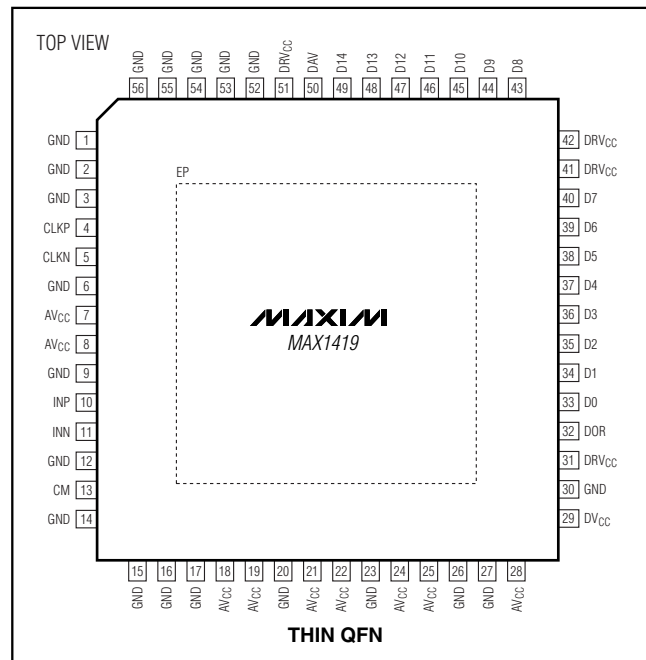 TOP VIEW
GND GND GND GND GND DRVCC DAV D14 D13 D12 D11 D10 D9 D8
56 55 54 53 52 51 50 49 48 47 46 45 44 43
GND 1
GND 2
GND 3
CLKP 4
CLKN 5
GND 6
AVCC 7
AVCC 8
GND 9
INP 10
INN 11
GND 12
CM 13
GND 14
EP
MAXIM
MAX1419
42 DRVCC
41 DRVCC
40 D7
39 D6
38 D5
37 D4
36 D3
35 D2
34 D1
33 D0
32 DOR
31 DRVCC
30 GND
29 DVCC
15 16 17 18 19 20 21 22 23 24 25 26 27 28
GND GND GND AVCC AVCC GND AVCC AVCC GND AVCC AVCC GND GND AVCC
THIN QFN